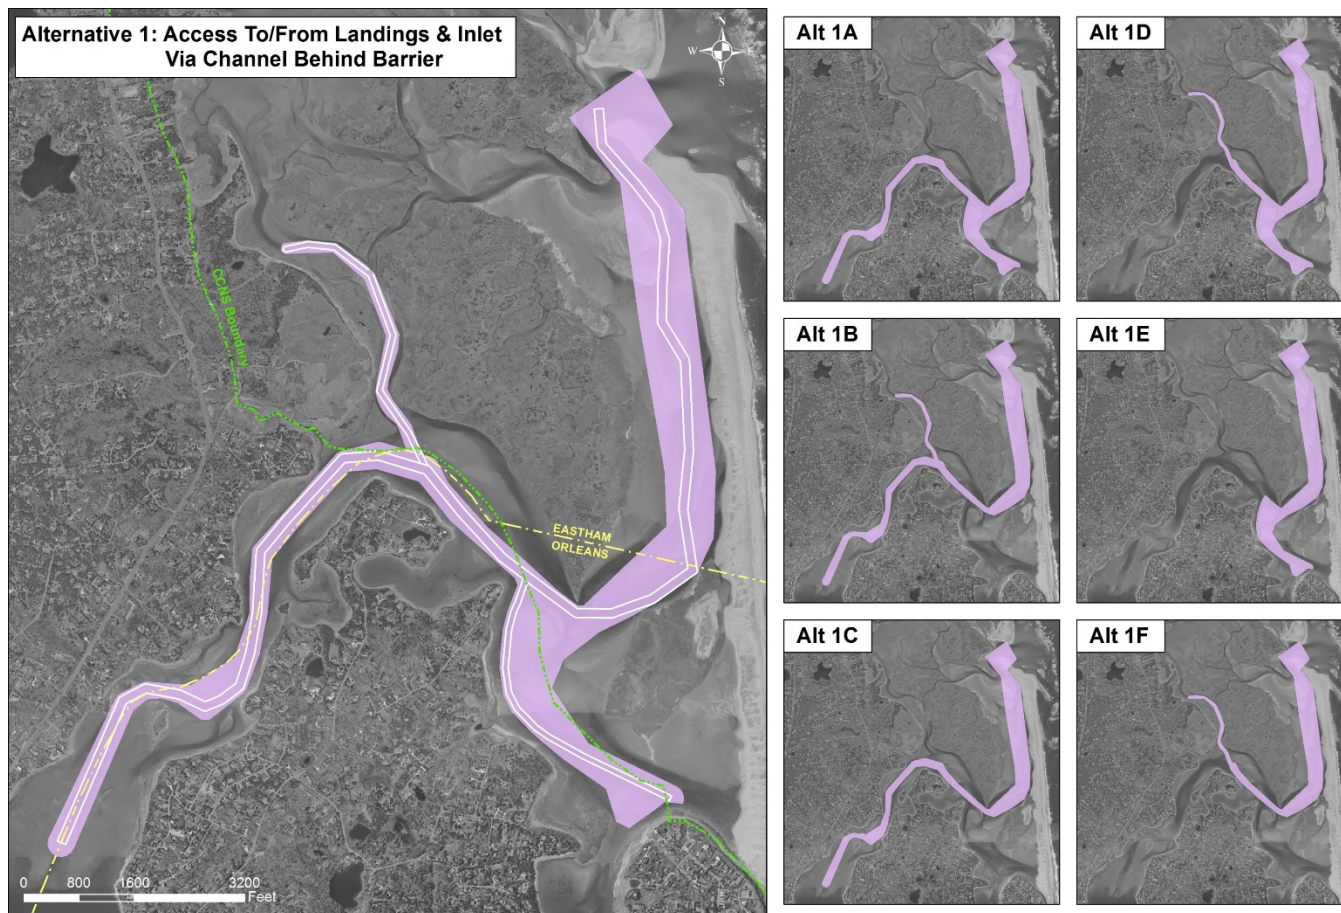 Alternative 1: Access To/From Landings & Inlet
Via Channel Behind Barrier
N
W E
S
CCNS Boundary
EASTHAM
ORLEANS
0 800 1600 3200
Feet
Alt 1A
Alt 1D
Alt 1B
Alt 1E
Alt 1C
Alt 1F